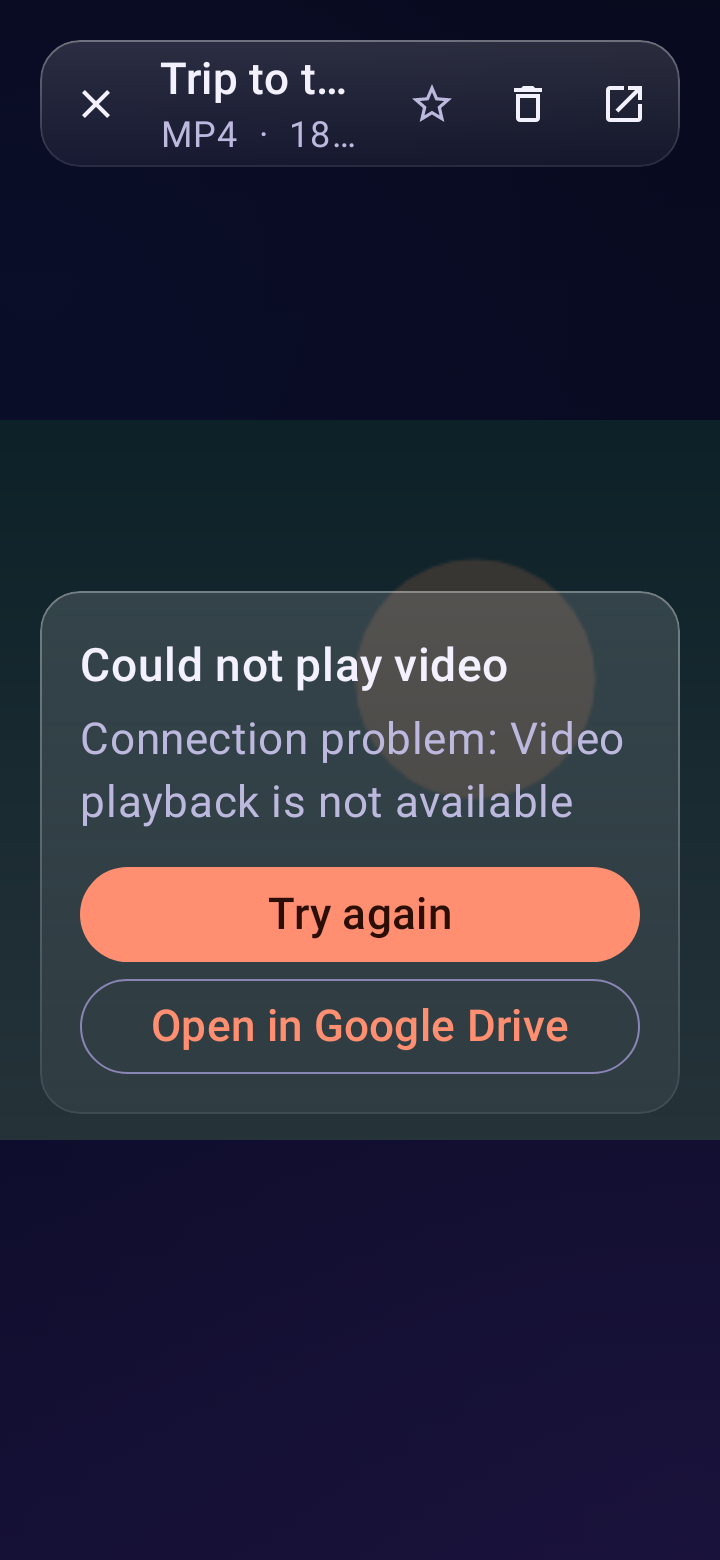 Trip to t…
MP4 · 18…
Could not play video
Connection problem: Video
playback is not available
Try again
Open in Google Drive